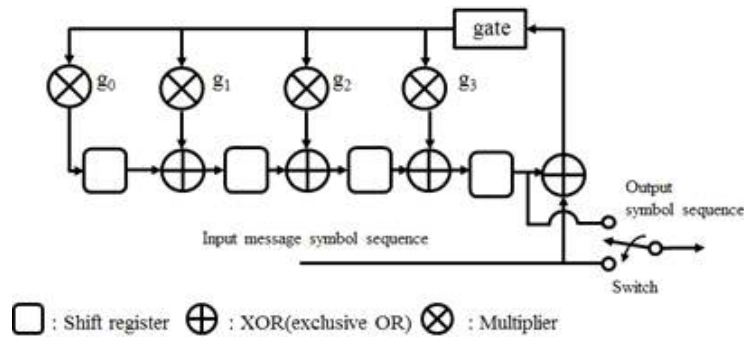 gate
g0
g1
g2
g3
Output
symbol sequence
Input message symbol sequence
Switch
: Shift register
: XOR(exclusive OR)
: Multiplier